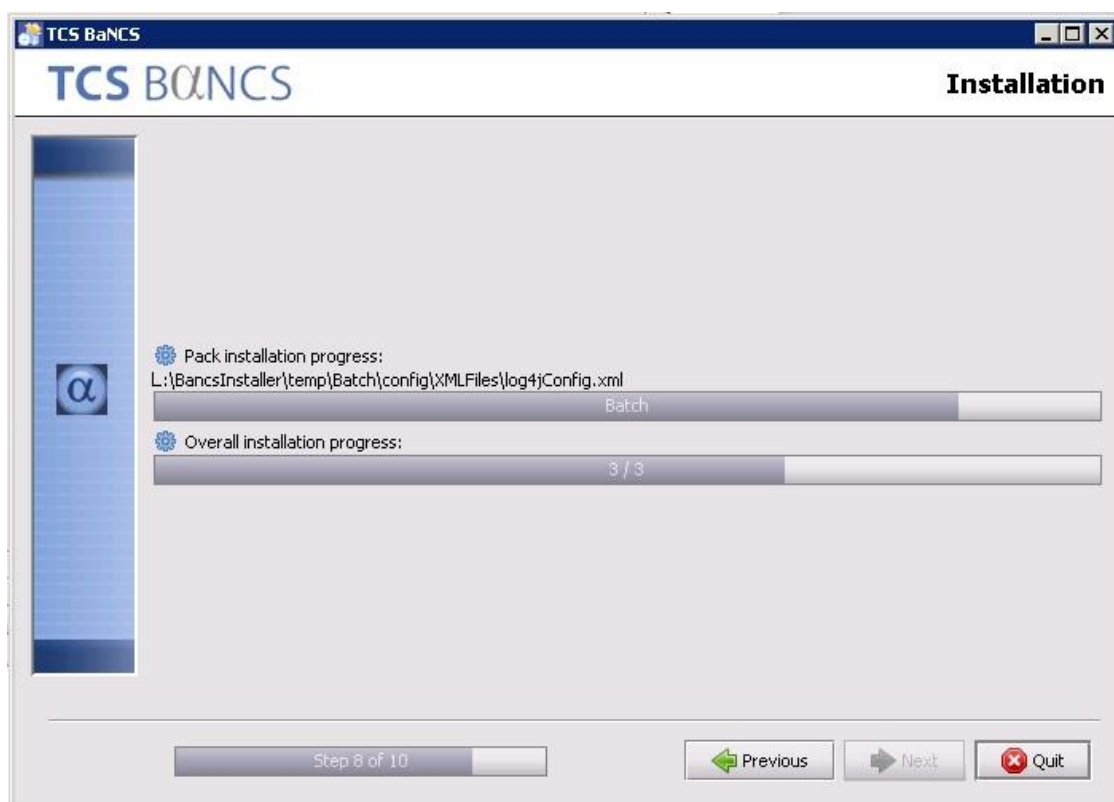 TCS BaNCS
TCS BαNCS
Installation
Pack installation progress:
L:\BancsInstaller\temp\Batch\config\XMLFiles\log4jConfig.xml
Batch
Overall installation progress:
3 / 3
α
Step 8 of 10
Previous
Next
Quit